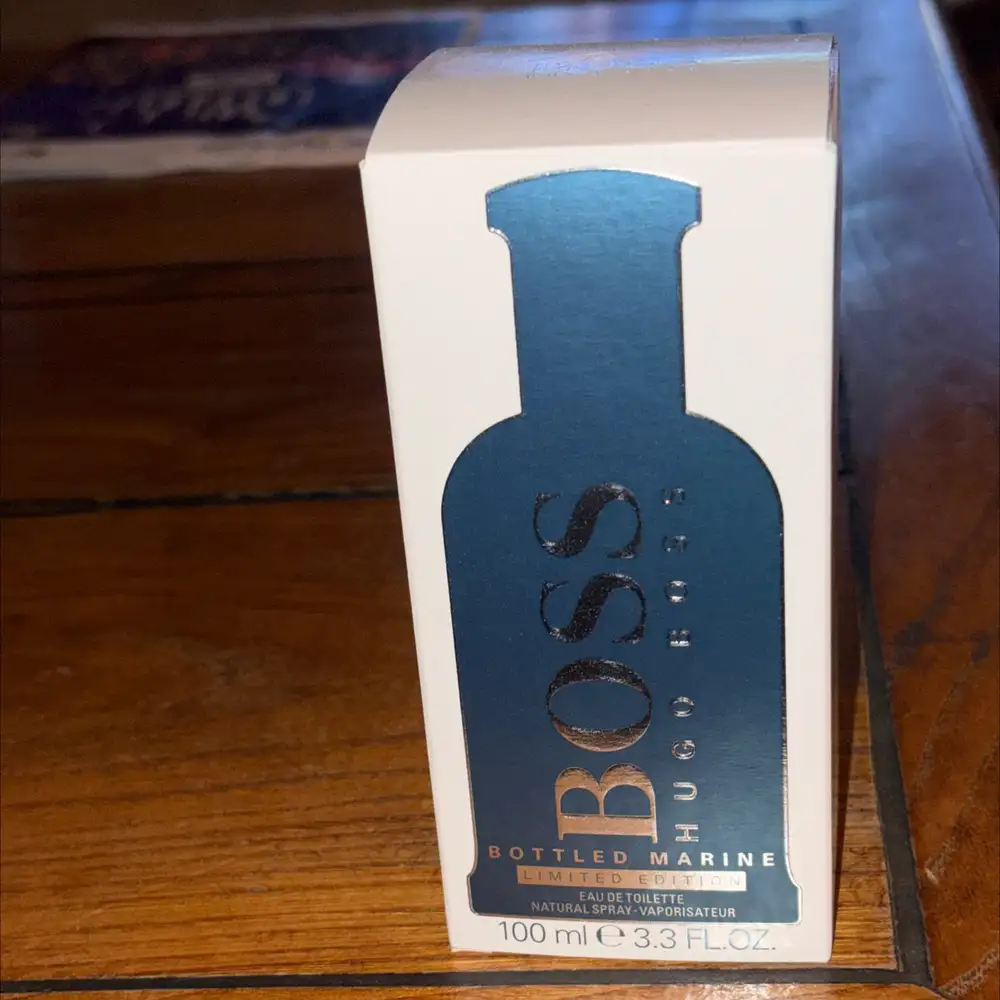 BOSS
HUGO BOSS
BOTTLED MARINE
LIMITED EDITION
EAU DE TOILETTE
NATURAL SPRAY-VAPORISATEUR
100 ml e 3.3 FL.OZ.